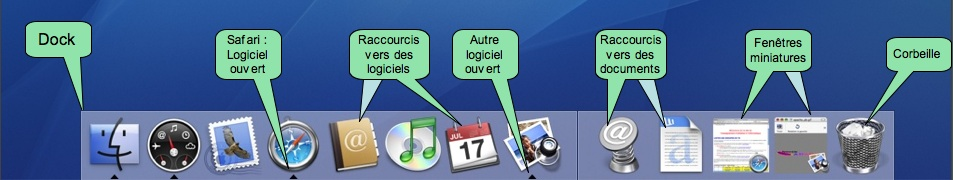 Dock
Safari :
Logiciel
ouvert
Raccourcis
vers des
logiciels
Autre
logiciel
ouvert
Raccourcis
vers des
documents
Fenêtres
miniatures
Corbeille
@
JUL
17
@